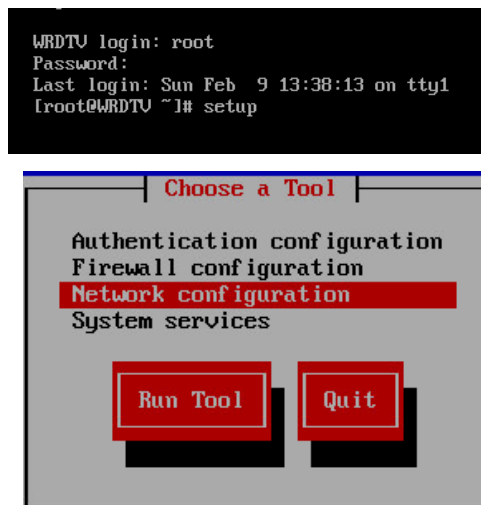 WRDTV login: root
Password:
Last login: Sun Feb  9 13:38:13 on tty1
[root@WRDTV ~]# setup
Choose a Tool
Authentication configuration
Firewall configuration
Network configuration
System services
Run Tool Quit